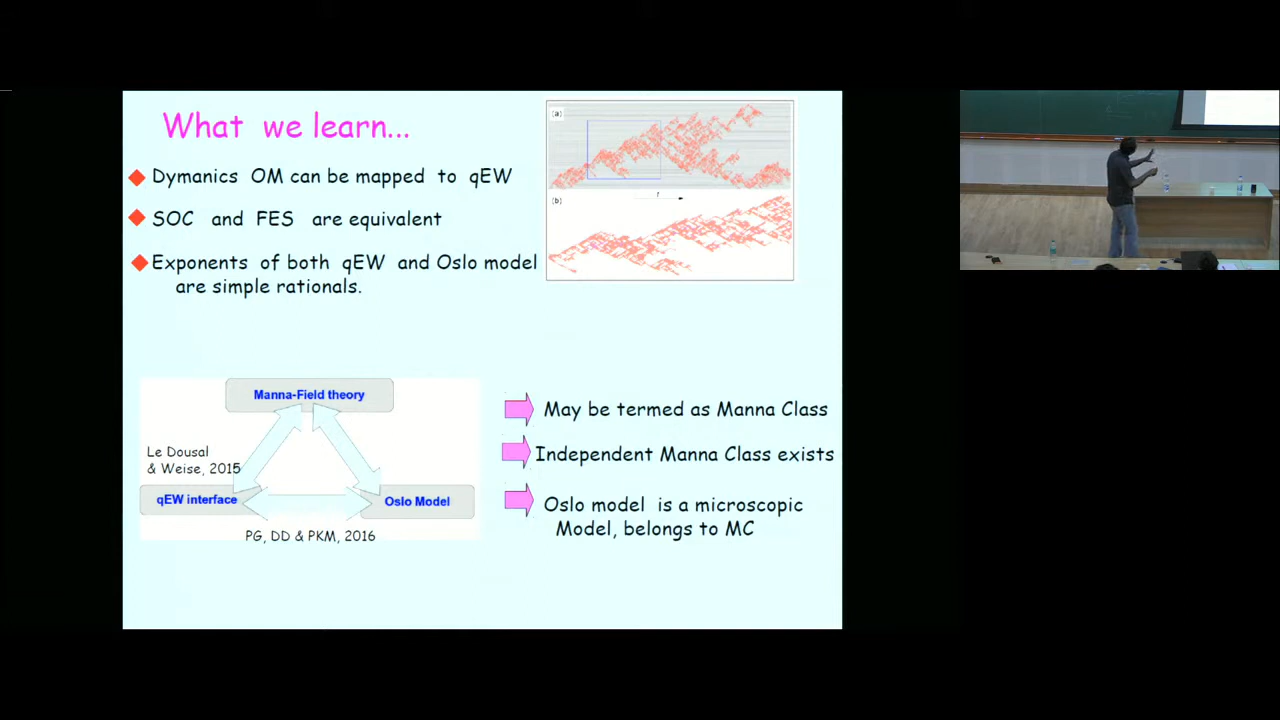 What we learn...
Dymanics OM can be mapped to qEW
SOC and FES are equivalent
Exponents of both qEW and Oslo model
are simple rationals.
(a)
t
(b)
Manna-Field theory
Le Dousal
& Weise, 2015
qEW interface
Oslo Model
PG, DD & PKM, 2016
May be termed as Manna Class
Independent Manna Class exists
Oslo model is a microscopic
Model, belongs to MC